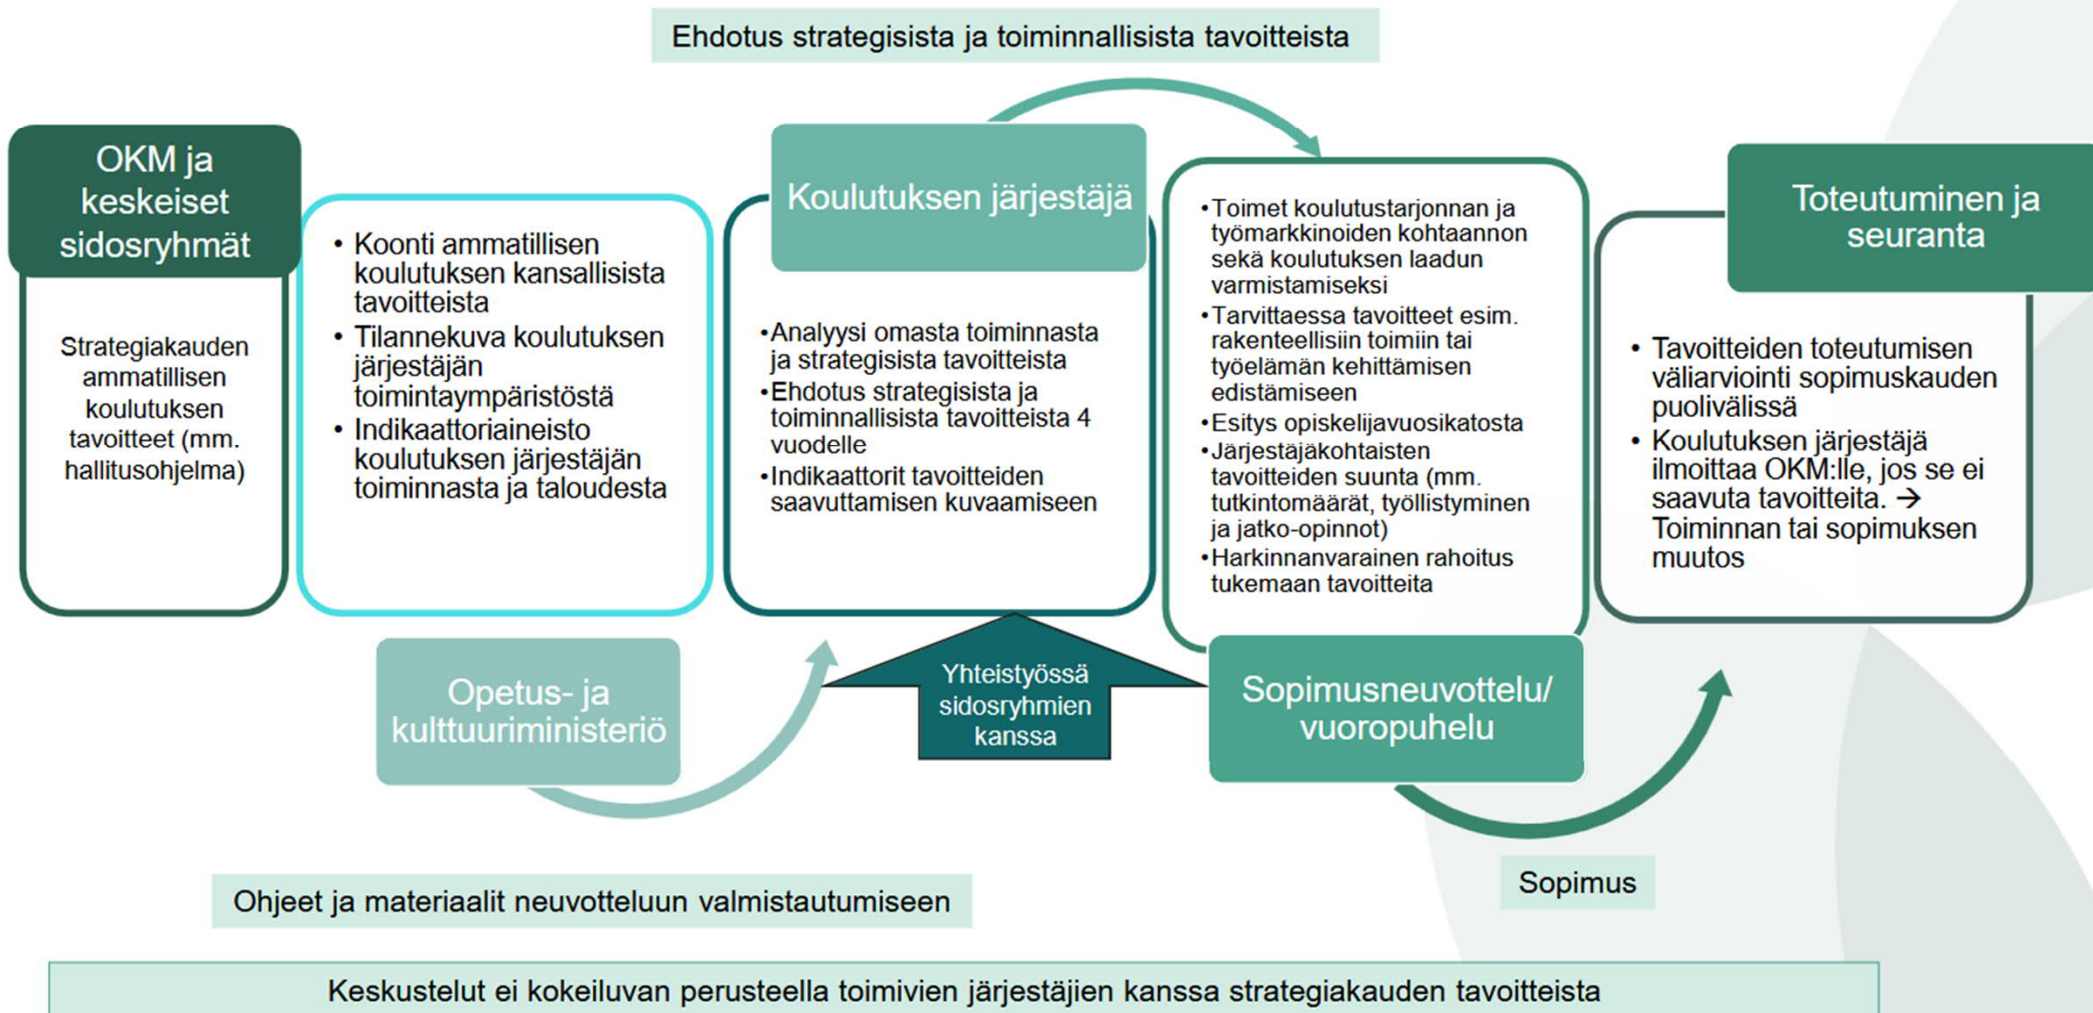 Ehdotus strategisista ja toiminnallisista tavoitteista
OKM ja
keskeiset
sidosryhmät
Strategiakauden
ammatillisen
koulutuksen
tavoitteet (mm.
hallitusohjelma)
• Koonti ammatillisen
koulutuksen kansallisista
tavoitteista
• Tilannekuva koulutuksen
järjestäjän
toimintaympäristöstä
• Indikaattoriaineisto
koulutuksen järjestäjän
toiminnasta ja taloudesta
Opetus- ja
kulttuuriministeriö
Ohjeet ja materiaalit neuvotteluun valmistautumiseen
Koulutuksen järjestäjä
•Analyysi omasta toiminnasta
ja strategisista tavoitteista
•Ehdotus strategisista ja
toiminnallisista tavoitteista 4
vuodelle
•Indikaattorit tavoitteiden
saavuttamisen kuvaamiseen
Yhteistyössä
sidosryhmien
kanssa
•Toimet koulutustarjonnan ja
työmarkkinoiden kohtaannon
sekä koulutuksen laadun
varmistamiseksi
•Tarvittaessa tavoitteet esim.
rakenteellisiin toimiin tai
työelämän kehittämisen
edistämiseen
•Esitys opiskelijavuosikatosta
•Järjestäjäkohtaisten
tavoitteiden suunta (mm.
tutkintomäärät, työllistyminen
ja jatko-opinnot)
•Harkinnanvarainen rahoitus
tukemaan tavoitteita
Sopimusneuvottelu/
vuoropuhelu
Sopimus
Toteutuminen ja
seuranta
• Tavoitteiden toteutumisen
väliarviointi sopimuskauden
puolivälissä
• Koulutuksen järjestäjä
ilmoittaa OKM:lle, jos se ei
saavuta tavoitteita. →
Toiminnan tai sopimuksen
muutos
Keskustelut ei kokeiluvan perusteella toimivien järjestäjien kanssa strategiakauden tavoitteista